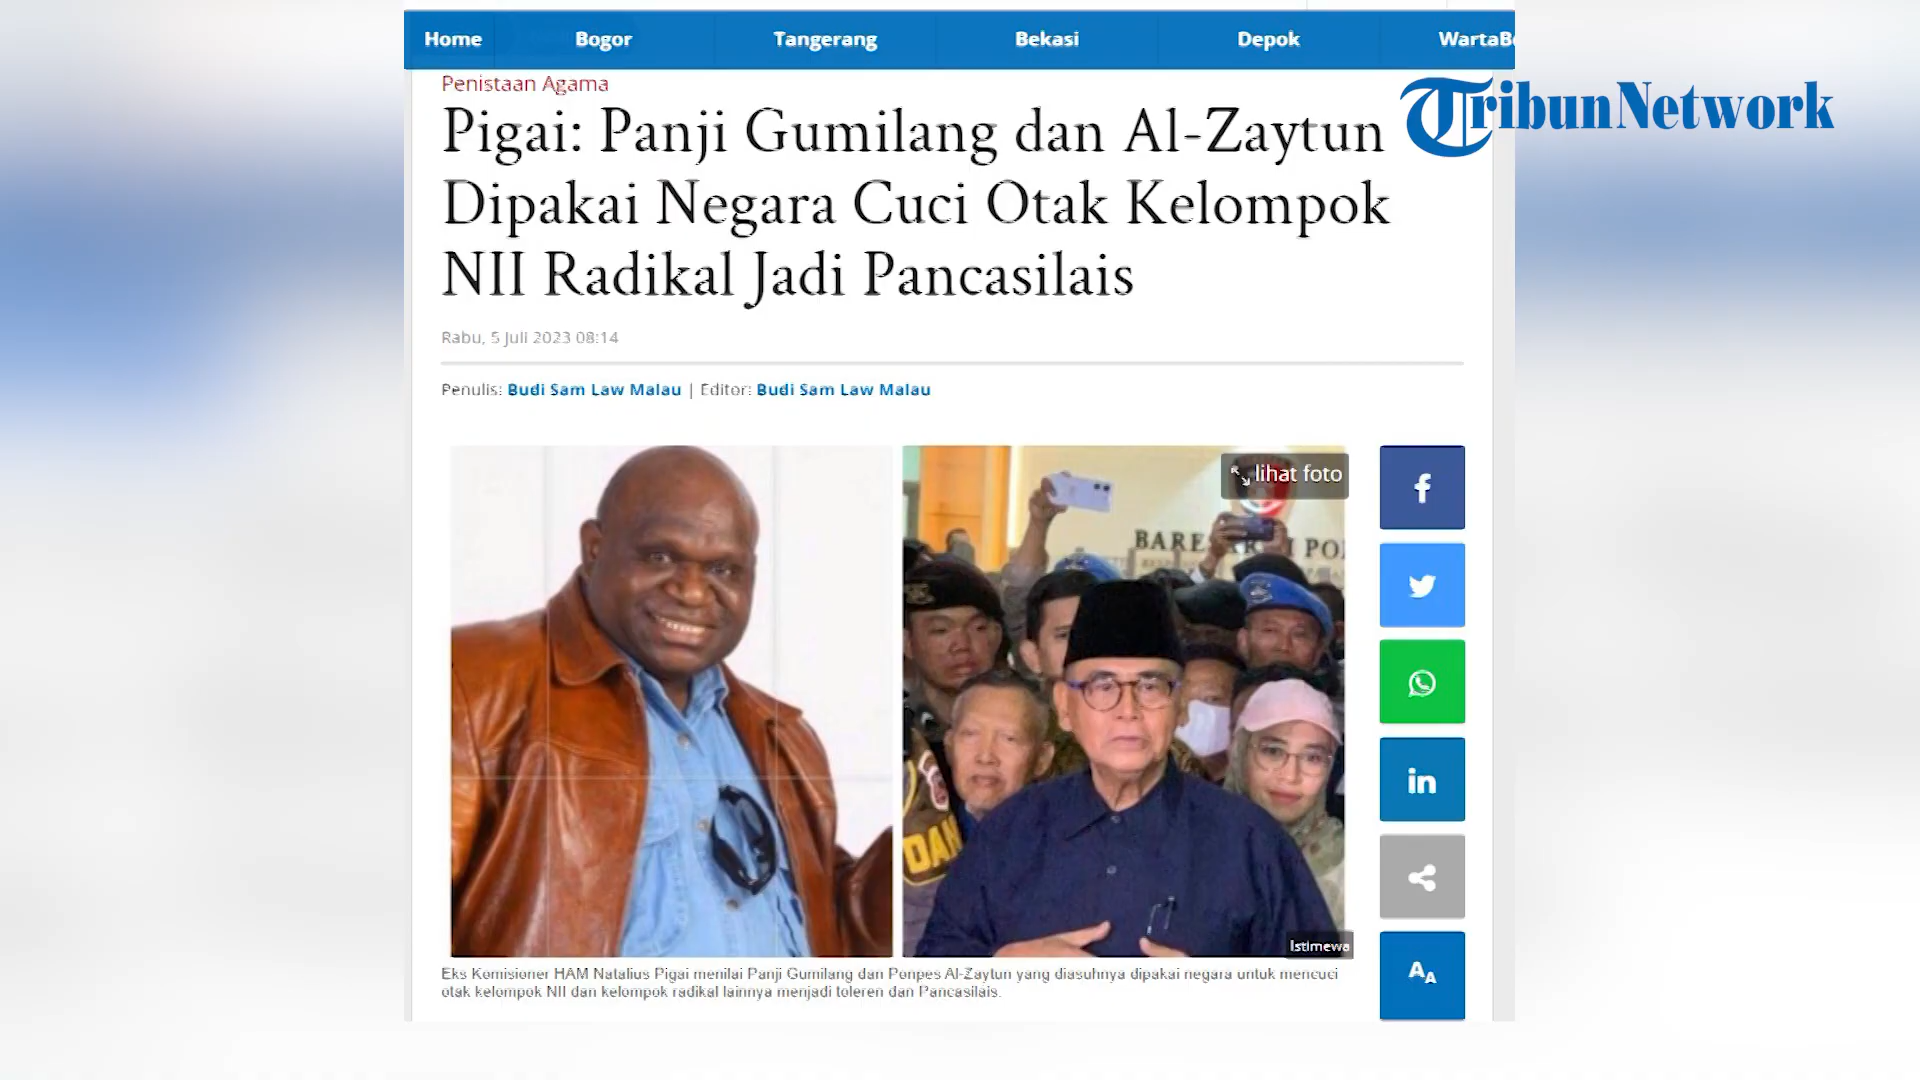 Home Bogor Tangerang Bekasi Depok WartaB
Penistaan Agama
TribunNetwork
Pigai: Panji Gumilang dan Al-Zaytun
Dipakai Negara Cuci Otak Kelompok
NII Radikal Jadi Pancasilais
Rabu, 5 Juli 2023 08:14
Penulis: Budi Sam Law Malau | Editor: Budi Sam Law Malau
lihat foto
BARE
DAN
Istimewa
Eks Komisioner HAM Natalius Pigai menilai Panji Gumilang dan Ponpes Al-Zaytun yang diasuhnya dipakai negara untuk mencuci
otak kelompok NII dan kelompok radikal lainnya menjadi toleren dan Pancasilais.